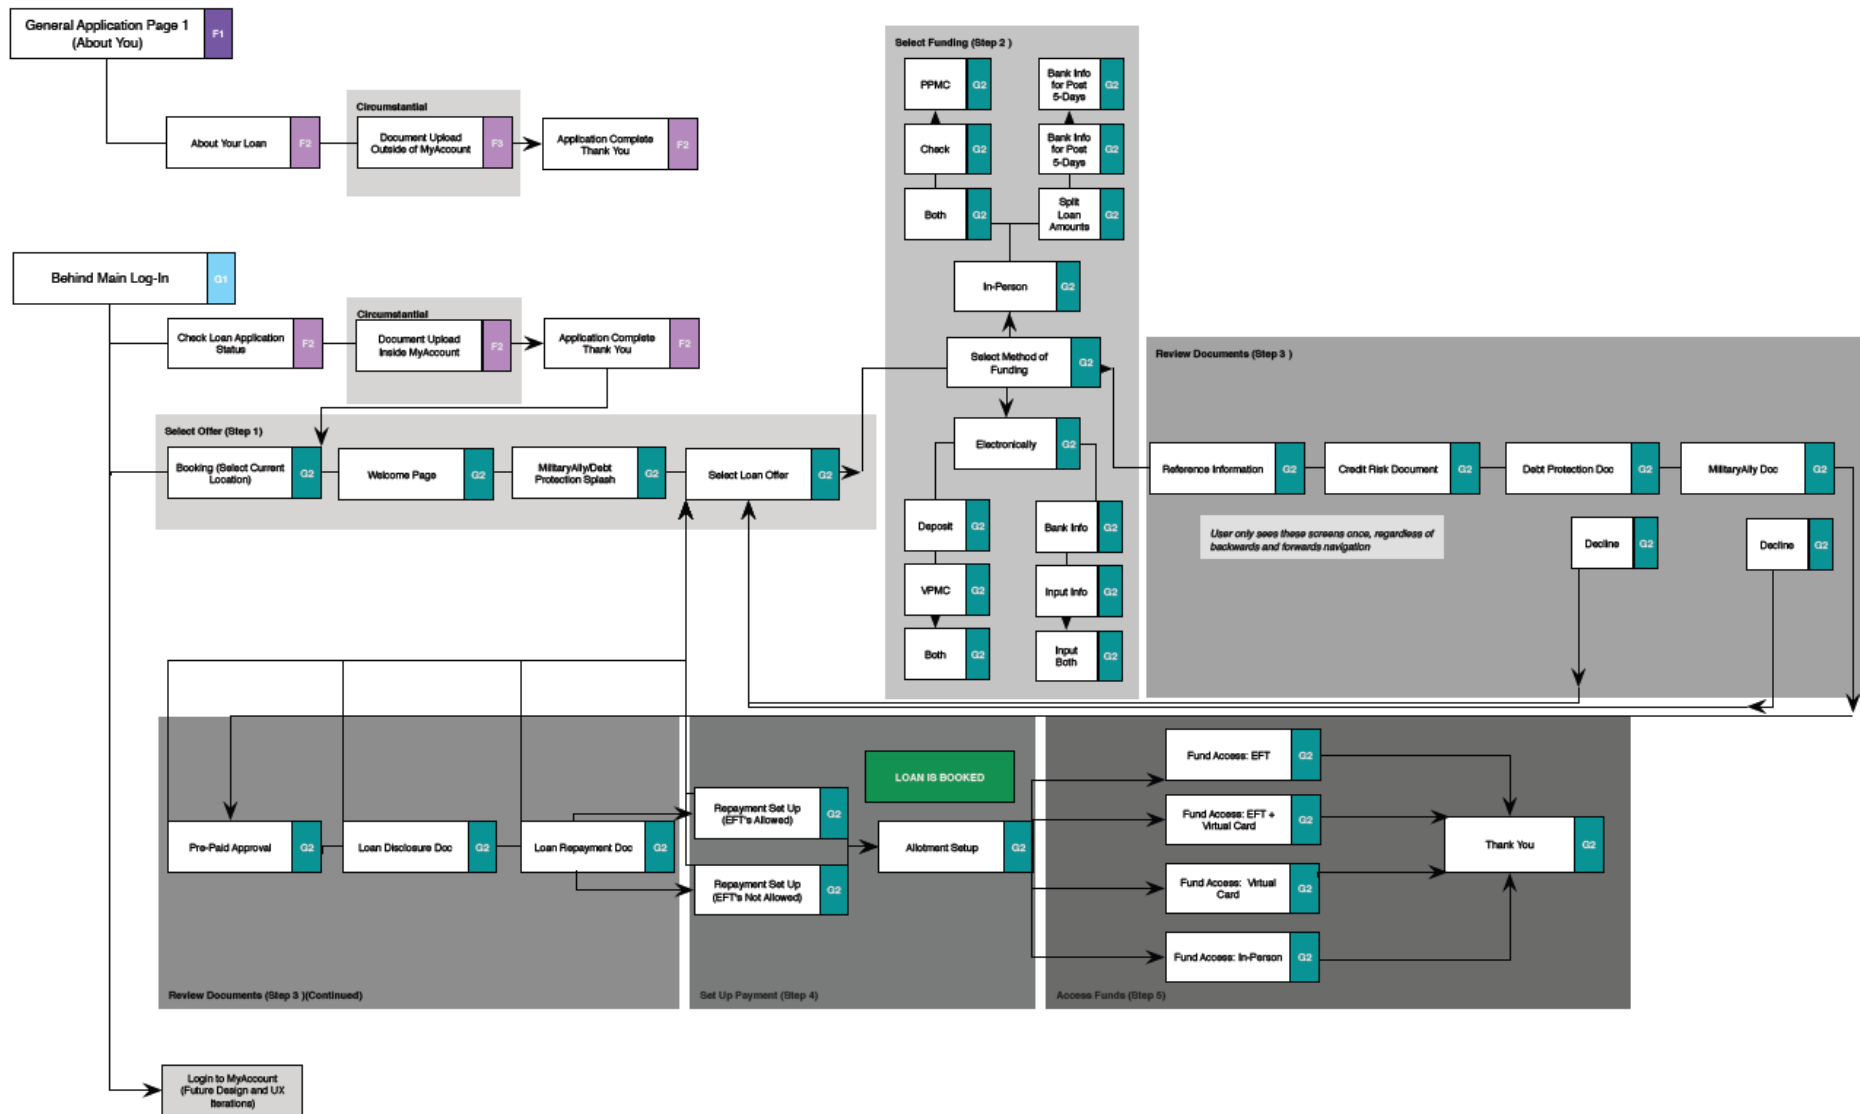 General Application Page 1
(About You)
F1
About Your Loan
F2
Circumstantial
Document Upload
Outside of MyAccount
F3
Application Complete
Thank You
F2
Behind Main Log-In
G1
Check Loan Application
Status
F2
Circumstantial
Document Upload
Inside MyAccount
F2
Application Complete
Thank You
F2
Select Offer (Step 1)
Booking (Select Current
Location)
G2
Welcome Page
G2
MilitaryAlly/Debt
Protection Splash
G2
Select Loan Offer
G2
Select Funding (Step 2 )
PPMC
G2
Bank Info
for Post
5-Days
G2
Check
G2
Bank Info
for Post
5-Days
G2
Both
G2
Split
Loan
Amounts
G2
In-Person
G2
Select Method of
Funding
G2
Electronically
G2
Deposit
G2
Bank Info
G2
VPMC
G2
Input Info
G2
Both
G2
Input
Both
G2
Review Documents (Step 3 )
Reference Information
G2
Credit Risk Document
G2
Debt Protection Doc
G2
MilitaryAlly Doc
G2
User only sees these screens once, regardless of
backwards and forwards navigation
Decline
G2
Decline
G2
Pre-Paid Approval
G2
Loan Disclosure Doc
G2
Loan Repayment Doc
G2
Review Documents (Step 3 )(Continued)
LOAN IS BOOKED
Repayment Set Up
(EFT's Allowed)
G2
Repayment Set Up
(EFT's Not Allowed)
G2
Allotment Setup
G2
Set Up Payment (Step 4)
Fund Access: EFT
G2
Fund Access: EFT +
Virtual Card
G2
Fund Access: Virtual
Card
G2
Fund Access: In-Person
G2
Thank You
G2
Access Funds (Step 5)
Login to MyAccount
(Future Design and UX
Iterations)